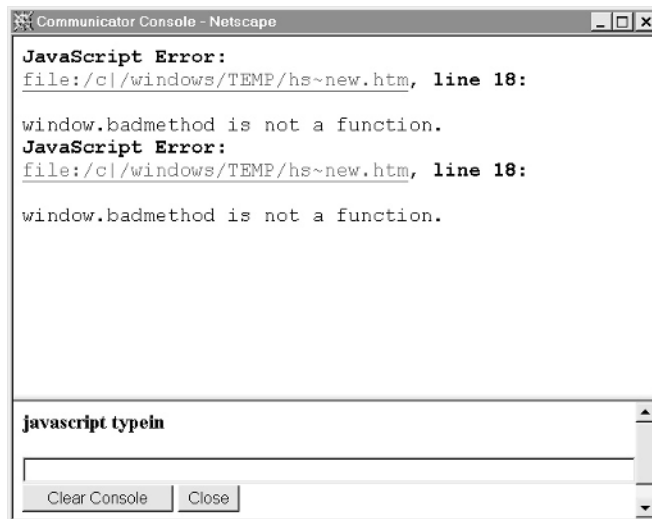 Communicator Console - Netscape
JavaScript Error:
file:/c|/windows/TEMP/hs~new.htm, line 18:
window.badmethod is not a function.
JavaScript Error:
file:/c|/windows/TEMP/hs~new.htm, line 18:
window.badmethod is not a function.
javascript typein
Clear Console Close